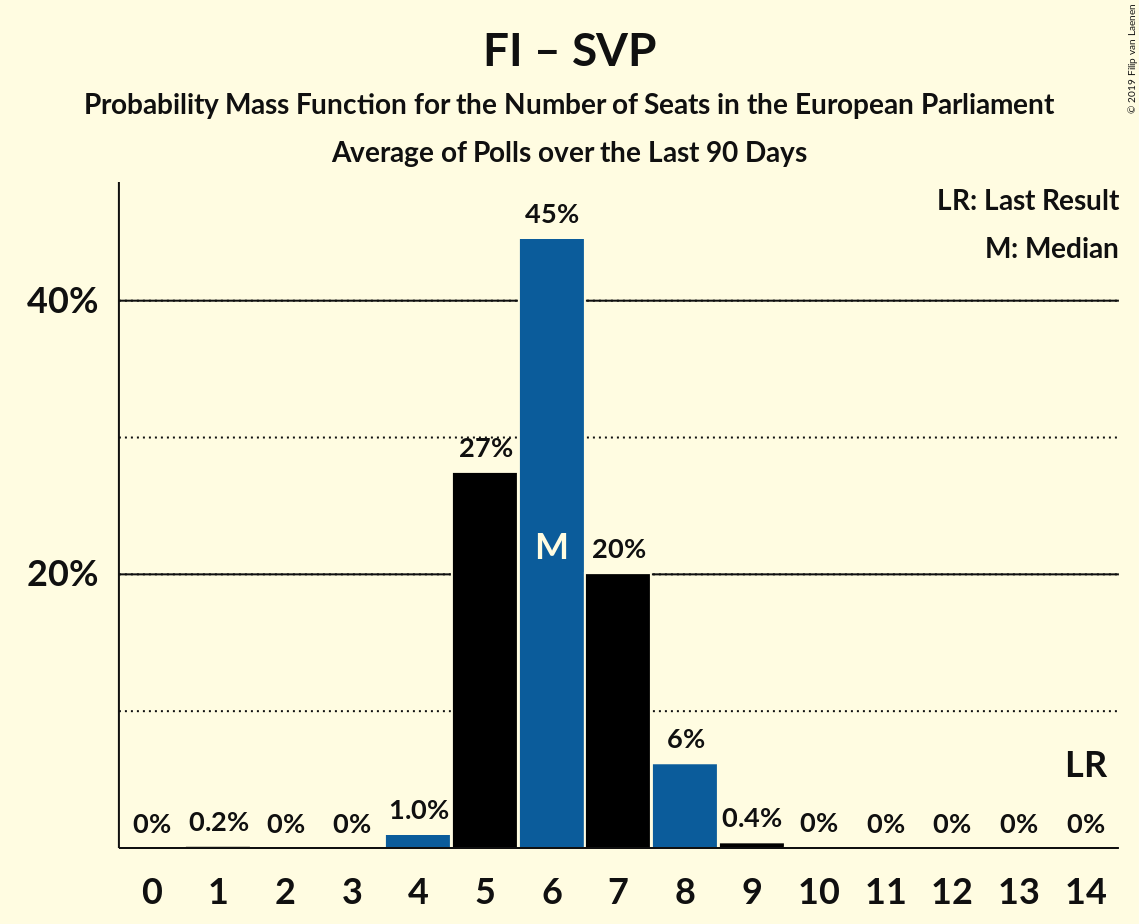 FI – SVP
Probability Mass Function for the Number of Seats in the European Parliament
Average of Polls over the Last 90 Days
© 2019 Filip van Laenen
LR: Last Result
M: Median
40%
20%
0% 0.2% 0% 0% 1.0% 27% 45% 20% 6% 0.4% 0% 0% 0% 0% 0%
M
LR
0 1 2 3 4 5 6 7 8 9 10 11 12 13 14